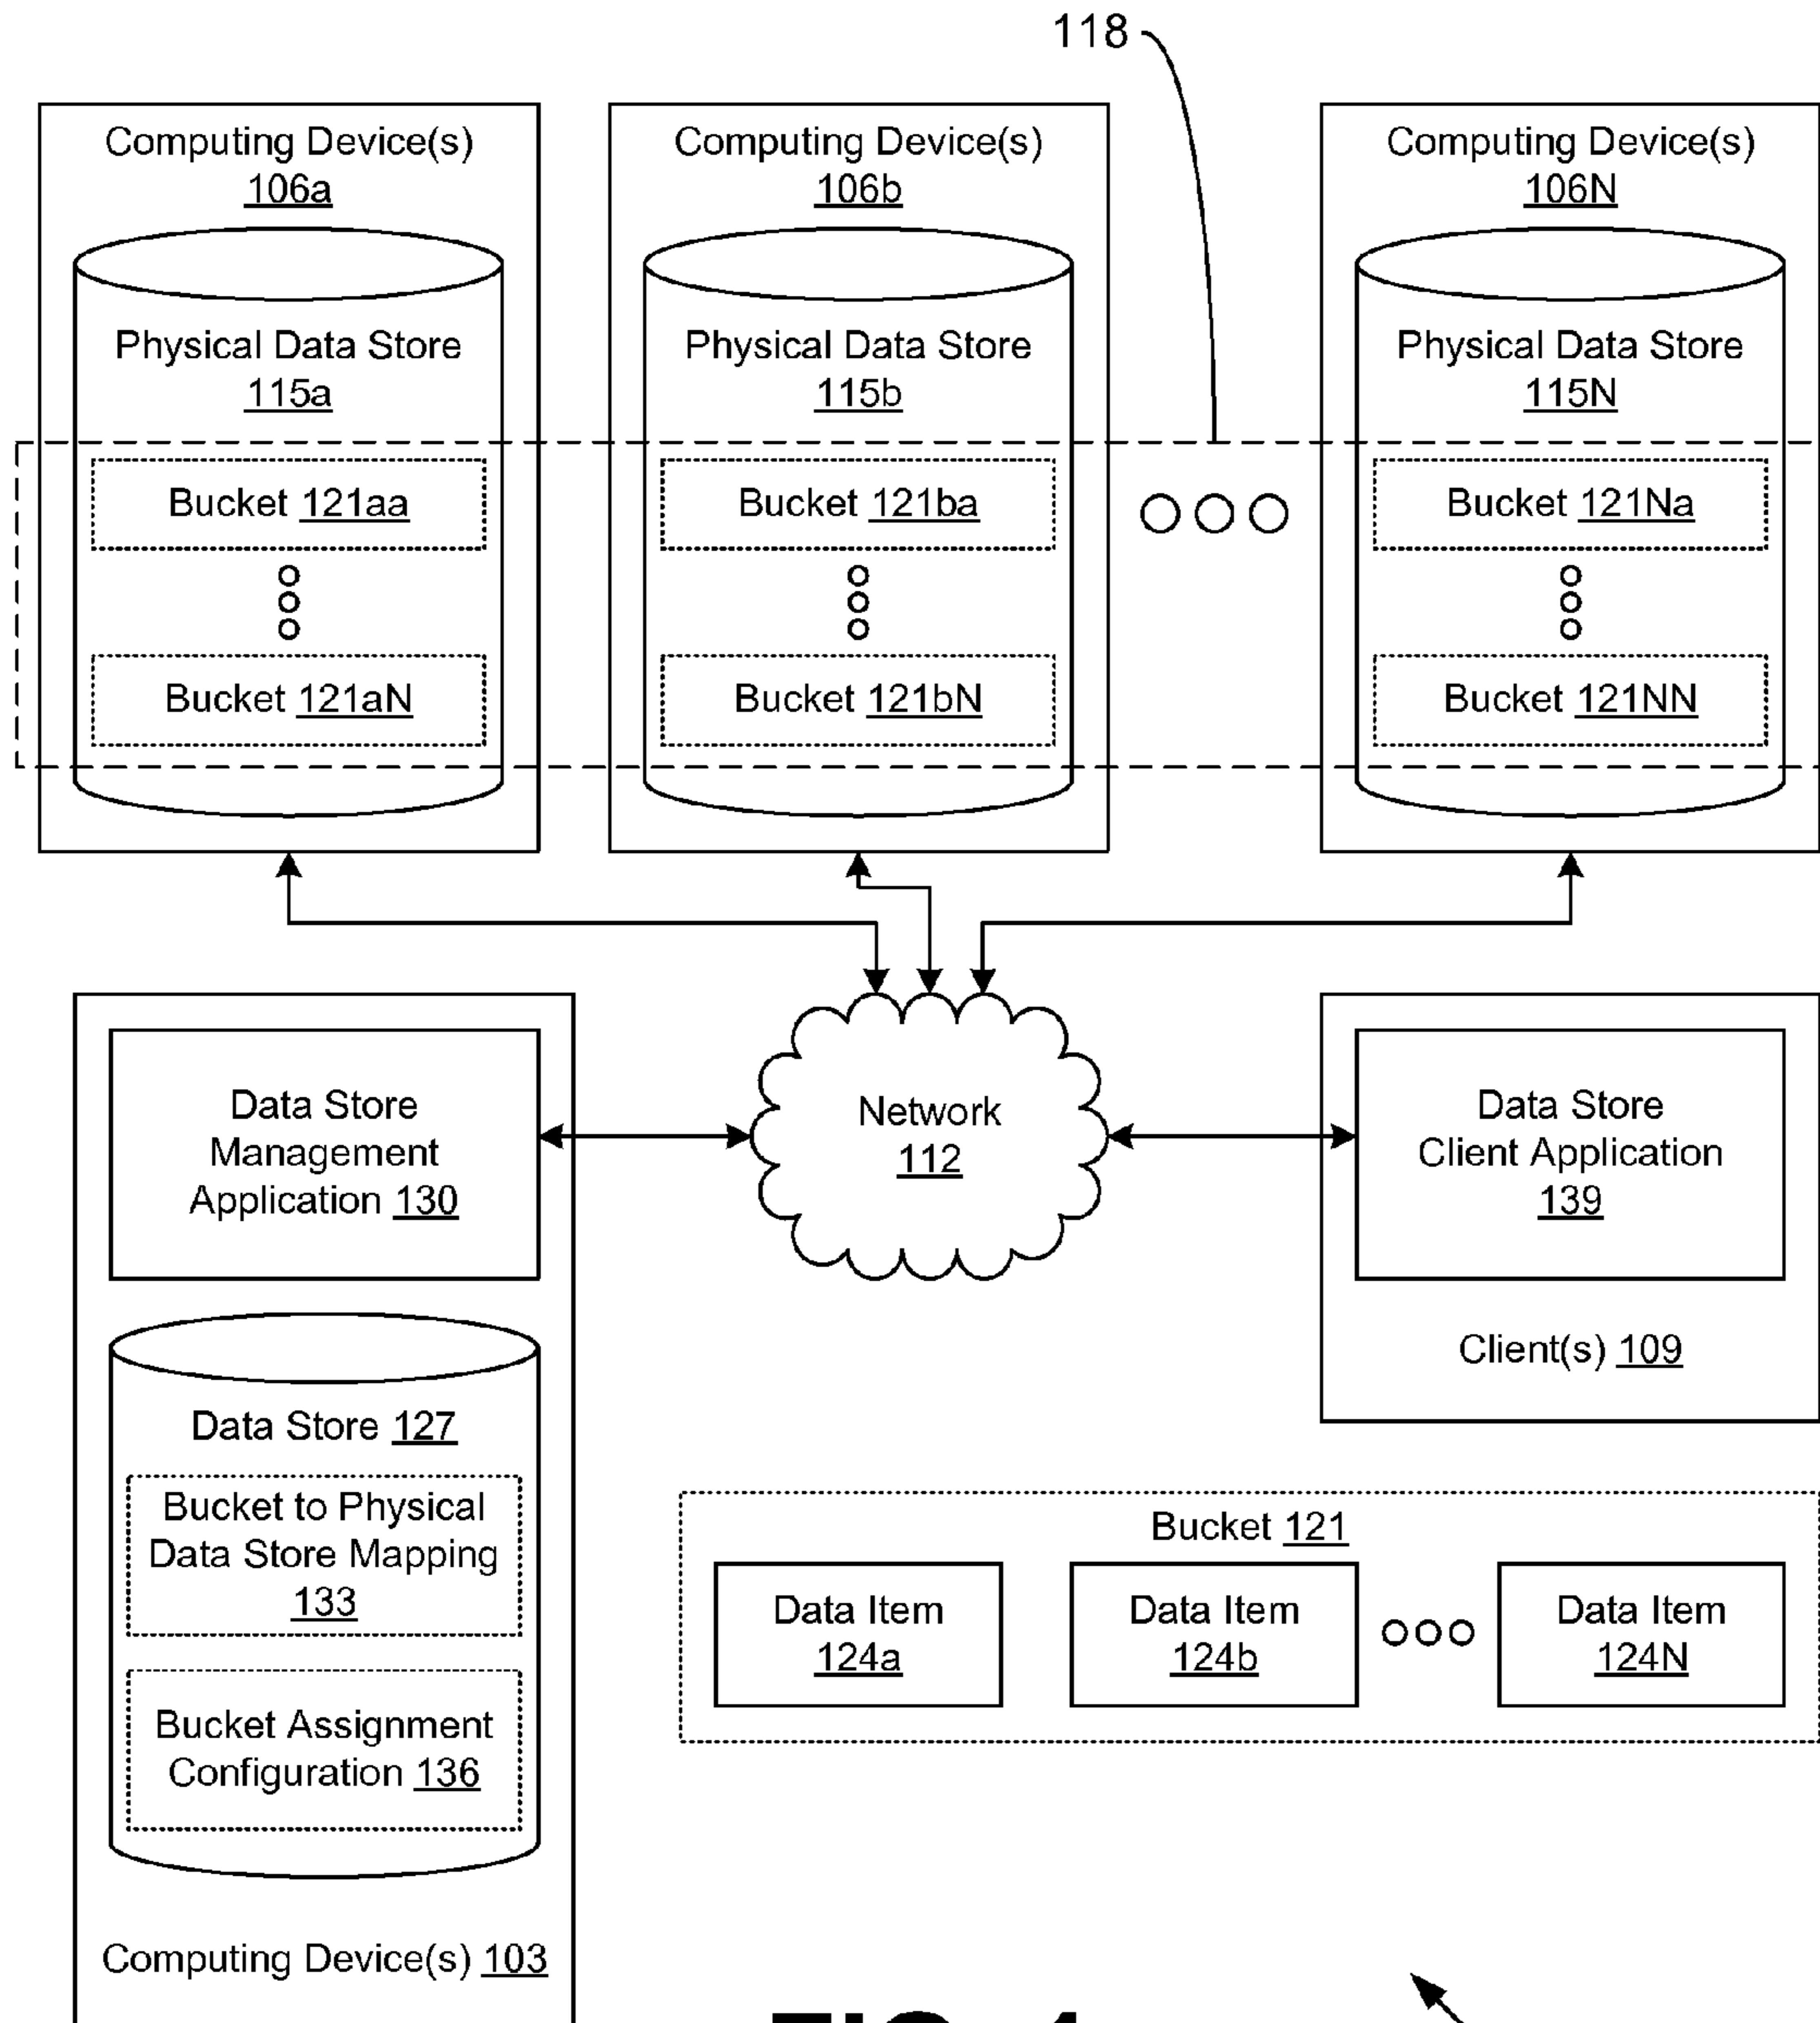 118
Computing Device(s)
106a
Physical Data Store
115a
Bucket 121aa
Bucket 121aN
Computing Device(s)
106b
Physical Data Store
115b
Bucket 121ba
Bucket 121bN
Computing Device(s)
106N
Physical Data Store
115N
Bucket 121Na
Bucket 121NN
Data Store
Management
Application 130
Network
112
Data Store
Client Application
139
Client(s) 109
Data Store 127
Bucket to Physical
Data Store Mapping
133
Bucket Assignment
Configuration 136
Computing Device(s) 103
Bucket 121
Data Item
124a
Data Item
124b
Data Item
124N